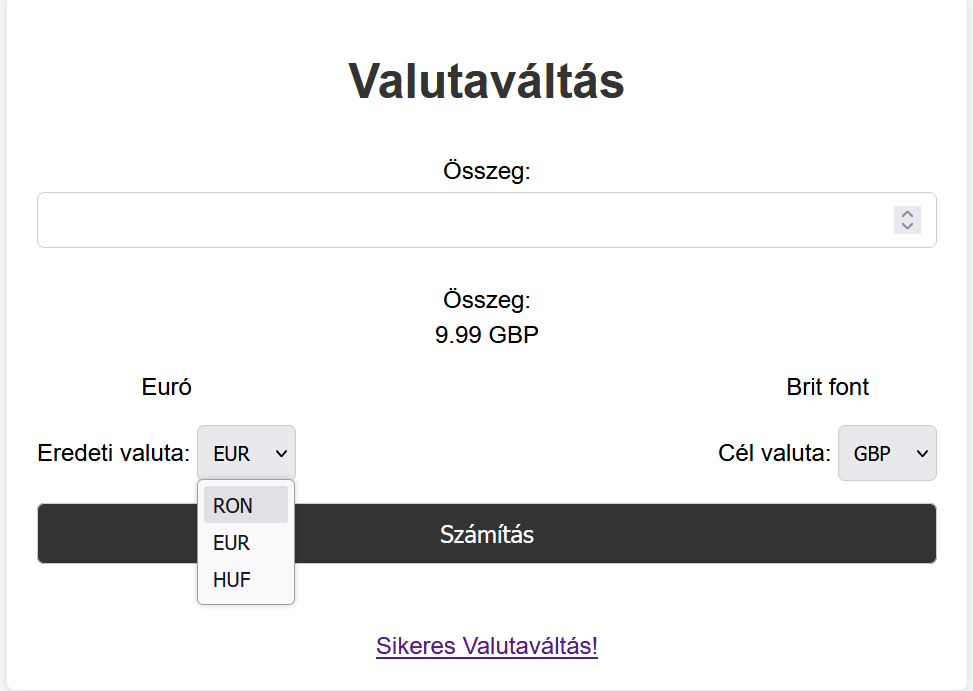 Valutaváltás
Összeg:
Összeg:
9.99 GBP
Euró
Brit font
Eredeti valuta: EUR
Cél valuta: GBP
RON
EUR
HUF
Számítás
Sikeres Valutaváltás!